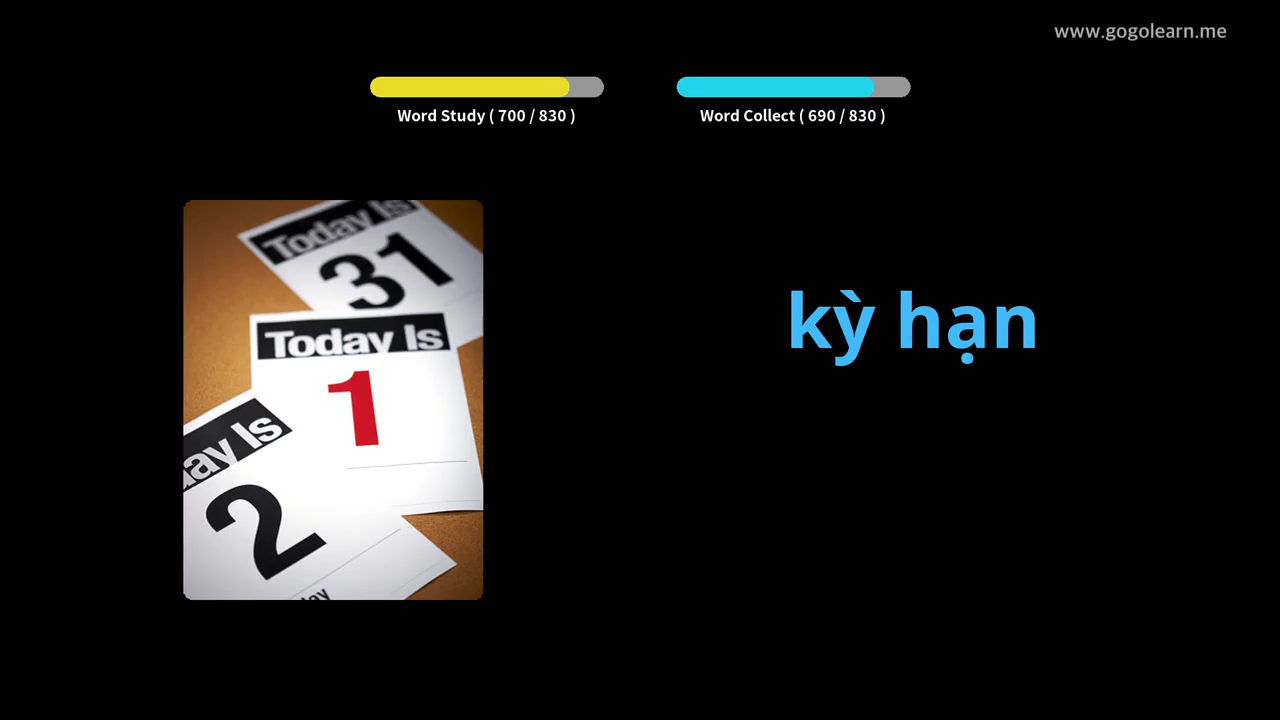 www.gogolearn.me
Word Study ( 700 / 830 )
Word Collect ( 690 / 830 )
Today Is
31
Today Is
1
kỳ hạn
ay Is
2